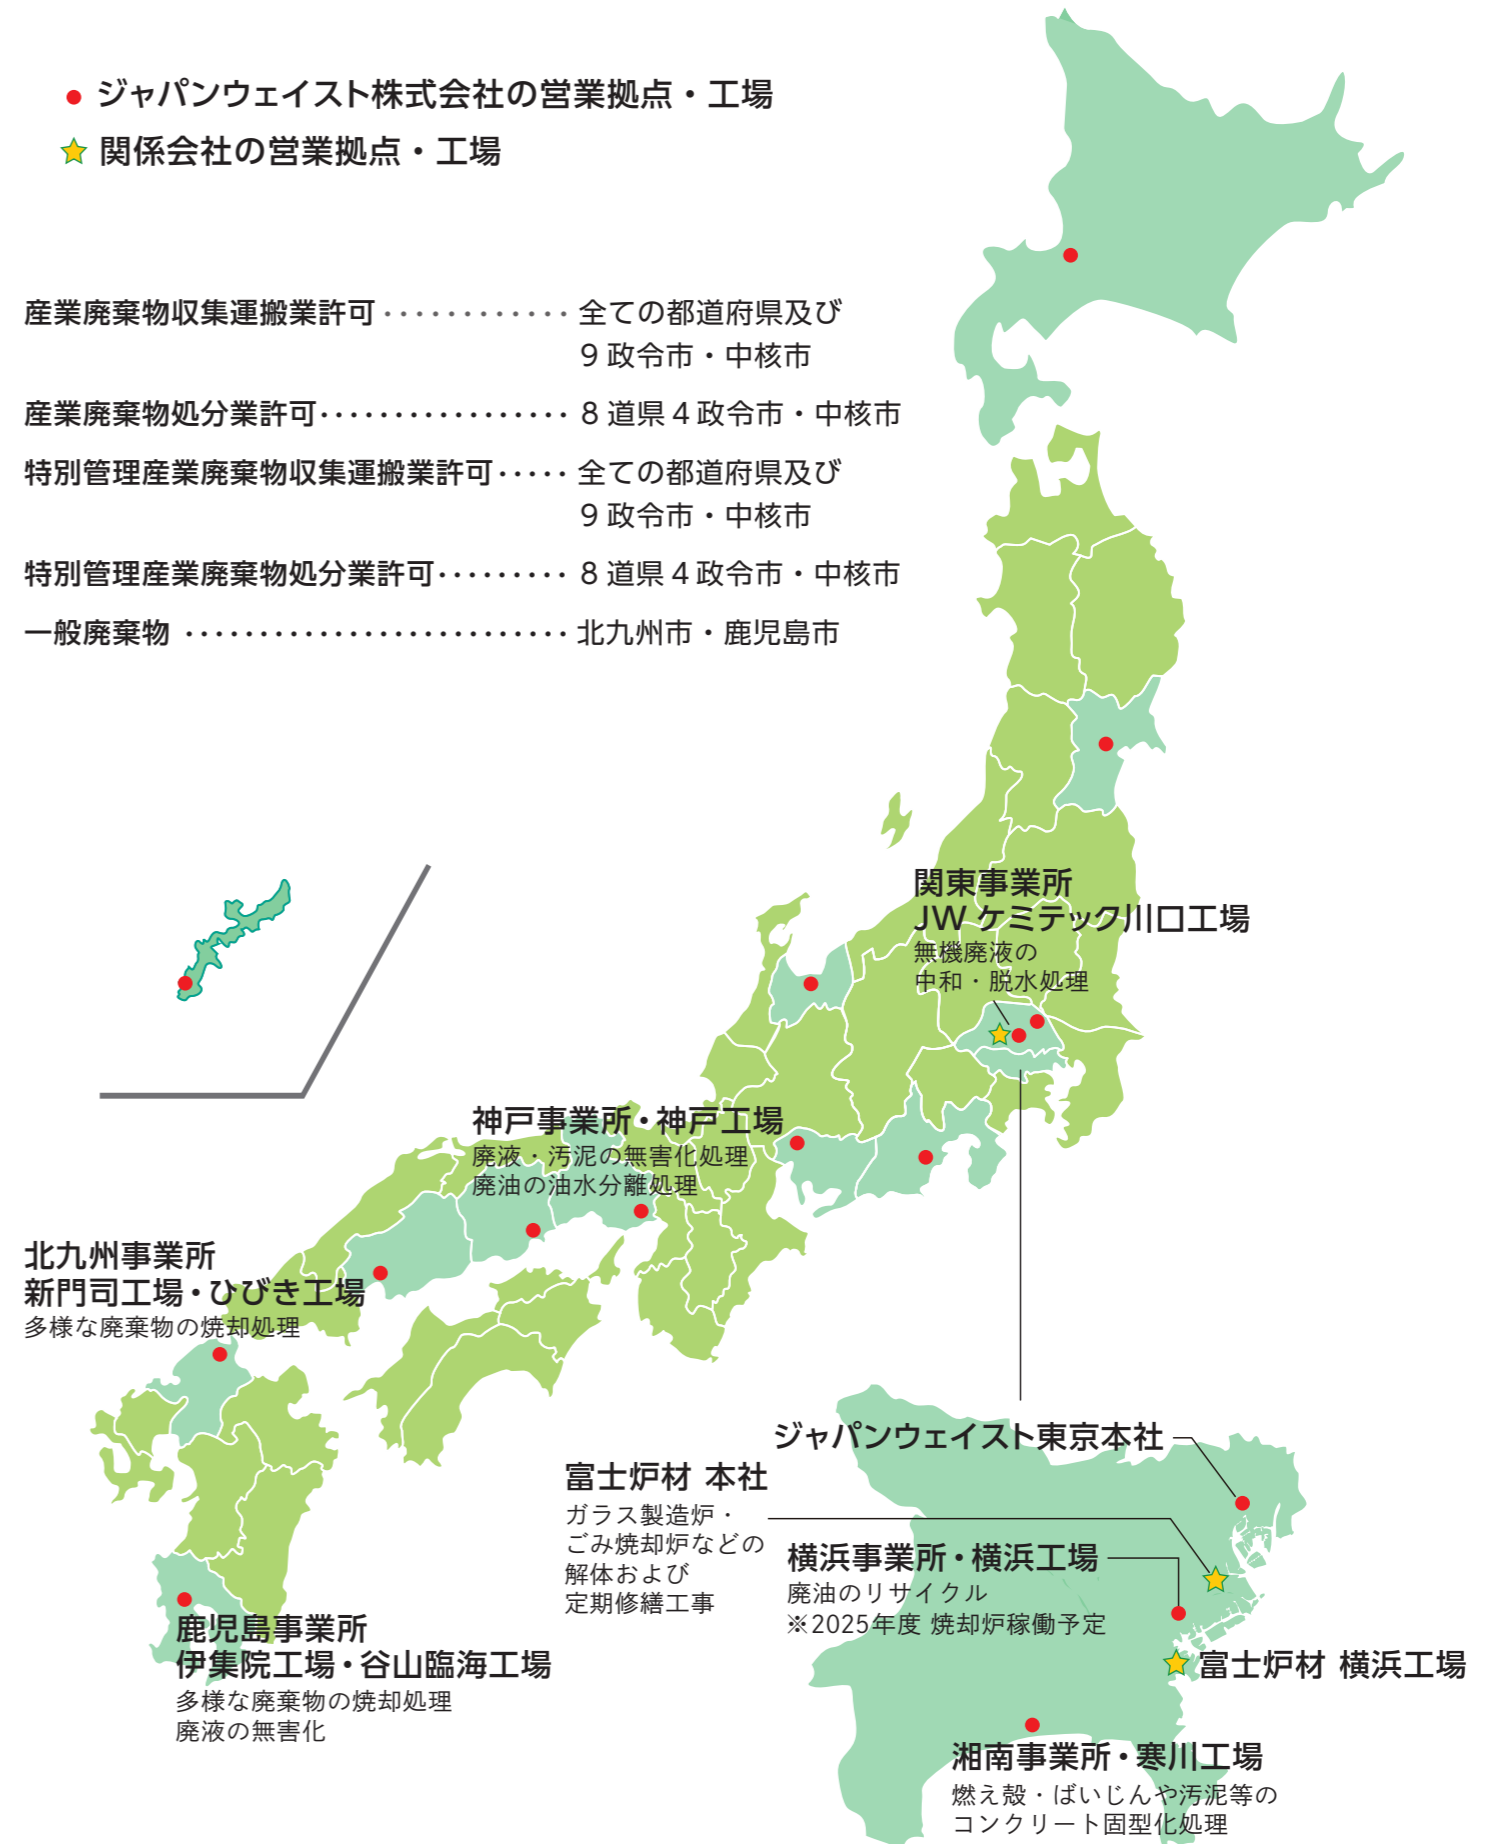 ジャパンウェイスト株式会社の営業拠点・工場
関係会社の営業拠点・工場
産業廃棄物収集運搬業許可 ············ 全ての都道府県及び
9 政令市・中核市
産業廃棄物処分業許可················· 8 道県 4 政令市・中核市
特別管理産業廃棄物収集運搬業許可····· 全ての都道府県及び
9 政令市・中核市
特別管理産業廃棄物処分業許可········· 8 道県 4 政令市・中核市
一般廃棄物 ·························· 北九州市・鹿児島市
関東事業所
JW ケミテック川口工場
無機廃液の
中和・脱水処理
神戸事業所・神戸工場
廃液・汚泥の無害化処理
廃油の油水分離処理
北九州事業所
新門司工場・ひびき工場
多様な廃棄物の焼却処理
ジャパンウェイスト東京本社
富士炉材 本社
ガラス製造炉・
ごみ焼却炉などの
解体および
定期修繕工事
横浜事業所・横浜工場
廃油のリサイクル
※2025年度 焼却炉稼働予定
富士炉材 横浜工場
鹿児島事業所
伊集院工場・谷山臨海工場
多様な廃棄物の焼却処理
廃液の無害化
湘南事業所・寒川工場
燃え殻・ばいじんや汚泥等の
コンクリート固型化処理